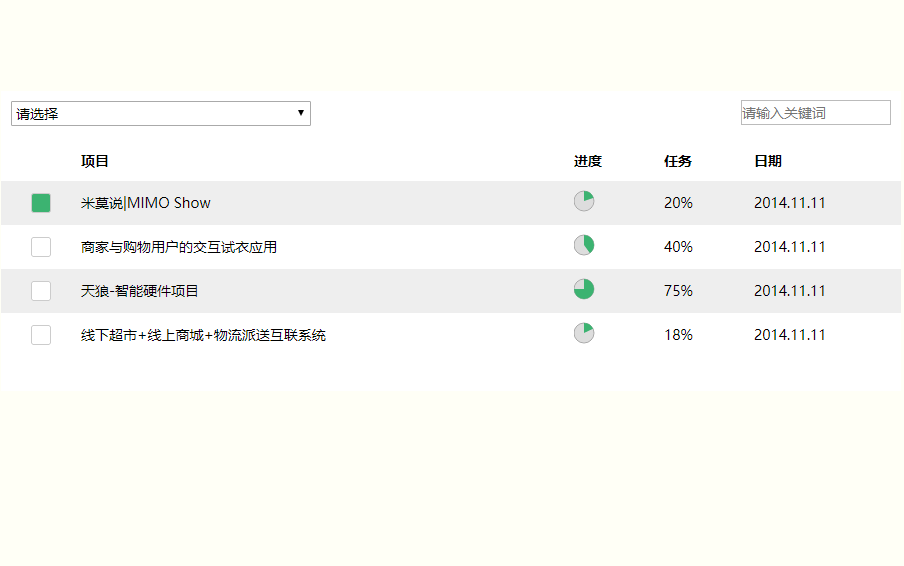 请选择 请输入关键词
项目 进度 任务 日期
米莫说|MIMO Show 20% 2014.11.11
商家与购物用户的交互试衣应用 40% 2014.11.11
天狼-智能硬件项目 75% 2014.11.11
线下超市+线上商城+物流派送互联系统 18% 2014.11.11